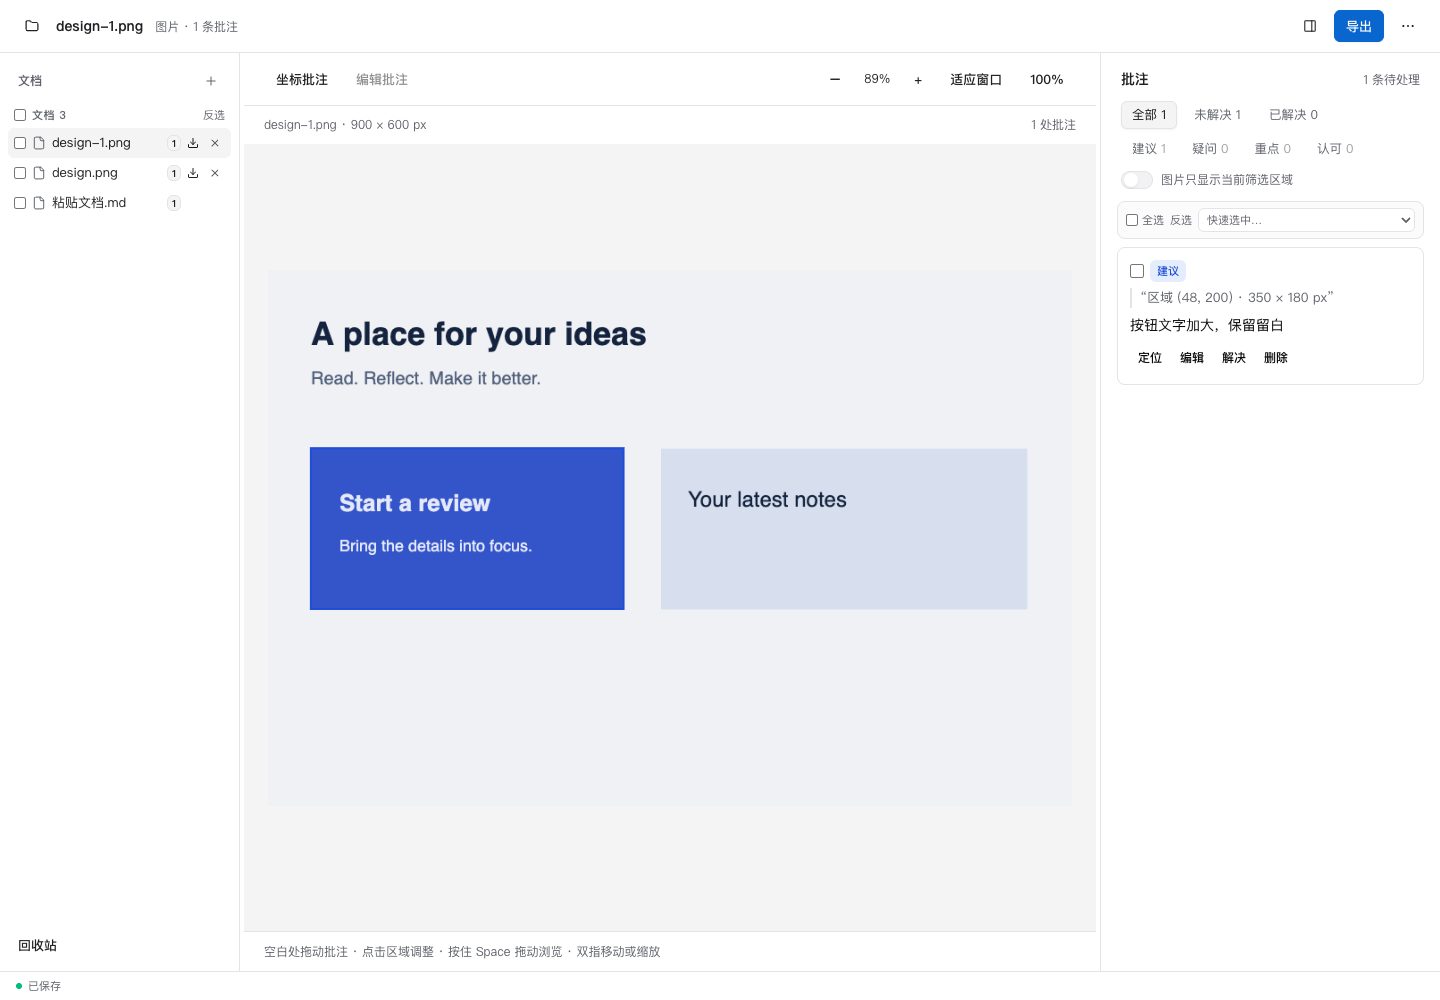 design-1.png 图片 · 1 条批注
导出
文档
文档 3 反选
design-1.png 1
design.png 1
粘贴文档.md 1
回收站
坐标批注 编辑批注
89% + 适应窗口 100%
design-1.png · 900 × 600 px 1 处批注
A place for your ideas
Read. Reflect. Make it better.
Start a review
Bring the details into focus.
Your latest notes
空白处拖动批注 · 点击区域调整 · 按住 Space 拖动浏览 · 双指移动或缩放
批注 1 条待处理
全部 1 未解决 1 已解决 0
建议 1 疑问 0 重点 0 认可 0
图片只显示当前筛选区域
全选 反选 快速选中...
建议
“区域 (48, 200) · 350 × 180 px”
按钮文字加大，保留留白
定位 编辑 解决 删除
已保存